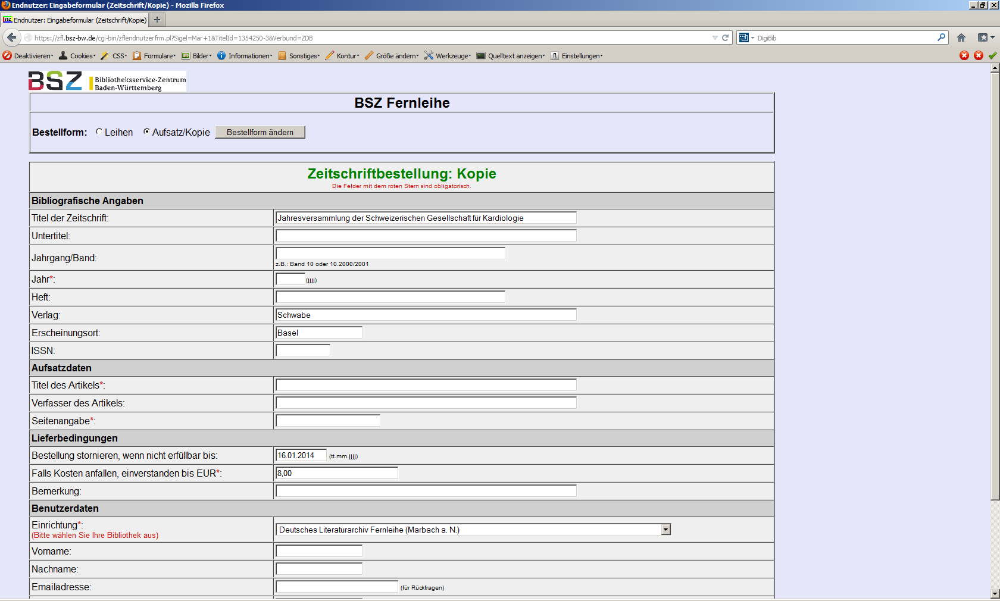 Endnutzer: Eingabeformular (Zeitschrift/Kopie) - Mozilla Firefox
BSZ Endnutzer: Eingabeformular (Zeitschrift/Kopie) +
https://zfl.bsz-bw.de/cgi-bin/zflendnutzerfrm.pl?Sigel=Mar+1&TitelId=1354250-3&Verbund=ZDB DigiBib
Deaktivieren Cookies CSS Formulare Bilder Informationen Sonstiges Kontur Größe ändern Werkzeuge Quelltext anzeigen Einstellungen
BSZ Bibliotheksservice-Zentrum
Baden-Württemberg
BSZ Fernleihe
Bestellform: Leihen Aufsatz/Kopie Bestellform ändern
Zeitschriftbestellung: Kopie
Die Felder mit dem roten Stern sind obligatorisch.
Bibliografische Angaben
Titel der Zeitschrift: Jahresversammlung der Schweizerischen Gesellschaft für Kardiologie
Untertitel:
Jahrgang/Band:
z.B.: Band 10 oder 10.2000/2001
Jahr*: (jjjj)
Heft:
Verlag: Schwabe
Erscheinungsort: Basel
ISSN:
Aufsatzdaten
Titel des Artikels*:
Verfasser des Artikels:
Seitenangabe*:
Lieferbedingungen
Bestellung stornieren, wenn nicht erfüllbar bis: 16.01.2014 (tt.mm.jjjj)
Falls Kosten anfallen, einverstanden bis EUR*: 8,00
Bemerkung:
Benutzerdaten
Einrichtung*:
(Bitte wählen Sie Ihre Bibliothek aus) Deutsches Literaturarchiv Fernleihe (Marbach a. N.)
Vorname:
Nachname:
Emailadresse: (für Rückfragen)